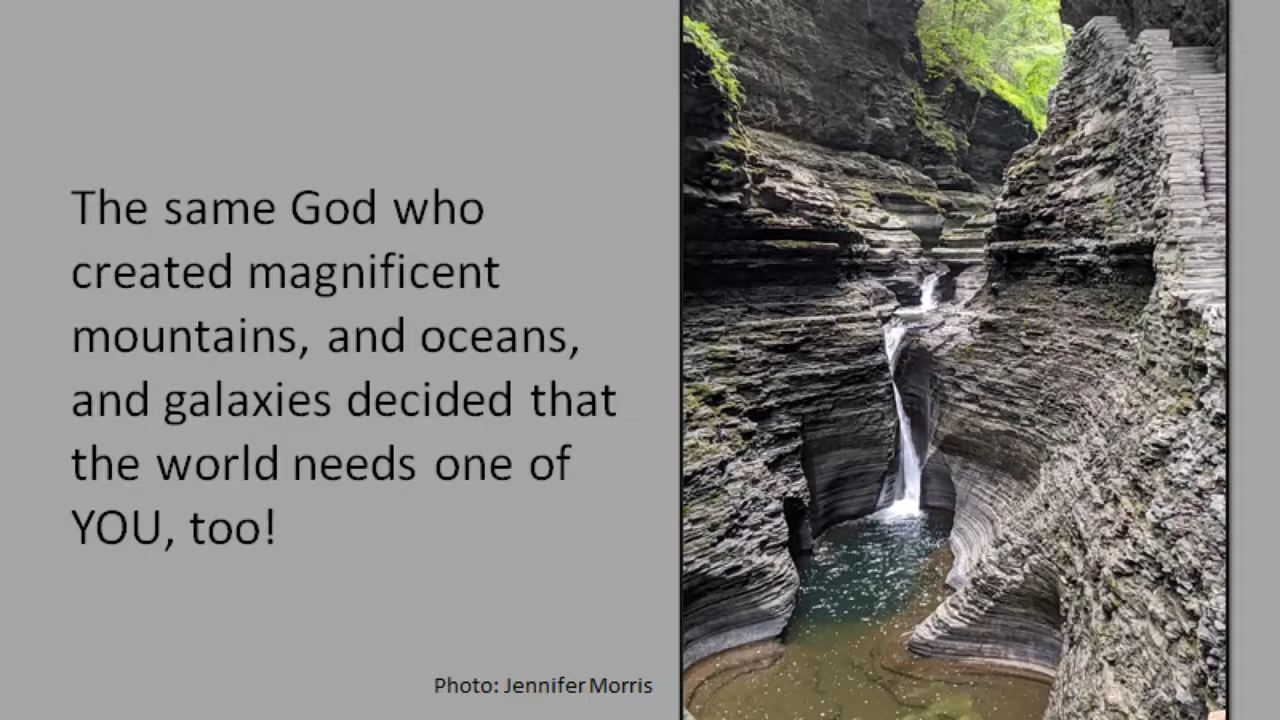 The same God who
created magnificent
mountains, and oceans,
and galaxies decided that
the world needs one of
YOU, too!
Photo: Jennifer Morris